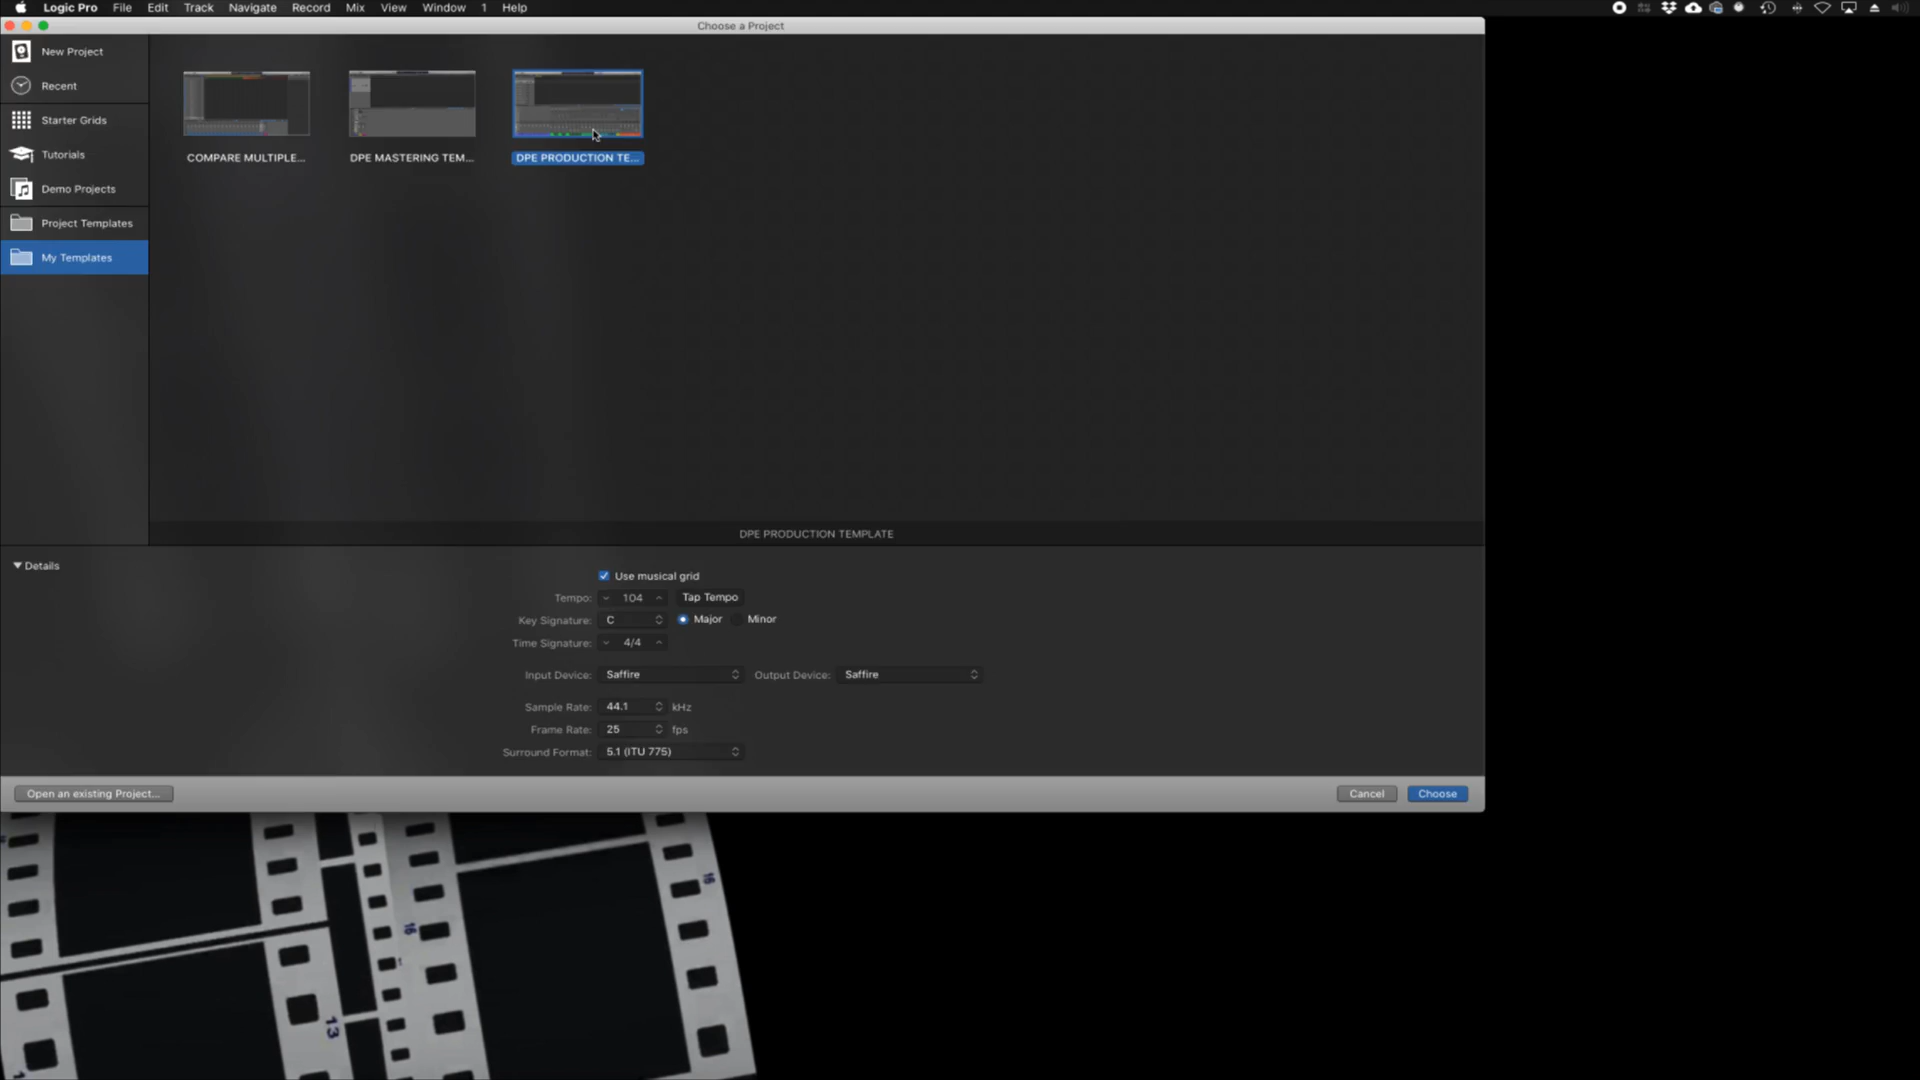 Logic Pro File Edit Track Navigate Record Mix View Window 1 Help
Choose a Project
New Project
Recent
Starter Grids
Tutorials
Demo Projects
Project Templates
My Templates
COMPARE MULTIPLE... DPE MASTERING TEM... DPE PRODUCTION TE...
DPE PRODUCTION TEMPLATE
Details
Use musical grid
Tempo: 104 Tap Tempo
Key Signature: C Major Minor
Time Signature: 4/4
Input Device: Saffire Output Device: Saffire
Sample Rate: 44.1 kHz
Frame Rate: 25 fps
Surround Format: 5.1 (ITU 775)
Open an existing Project... Cancel Choose
16
16
13